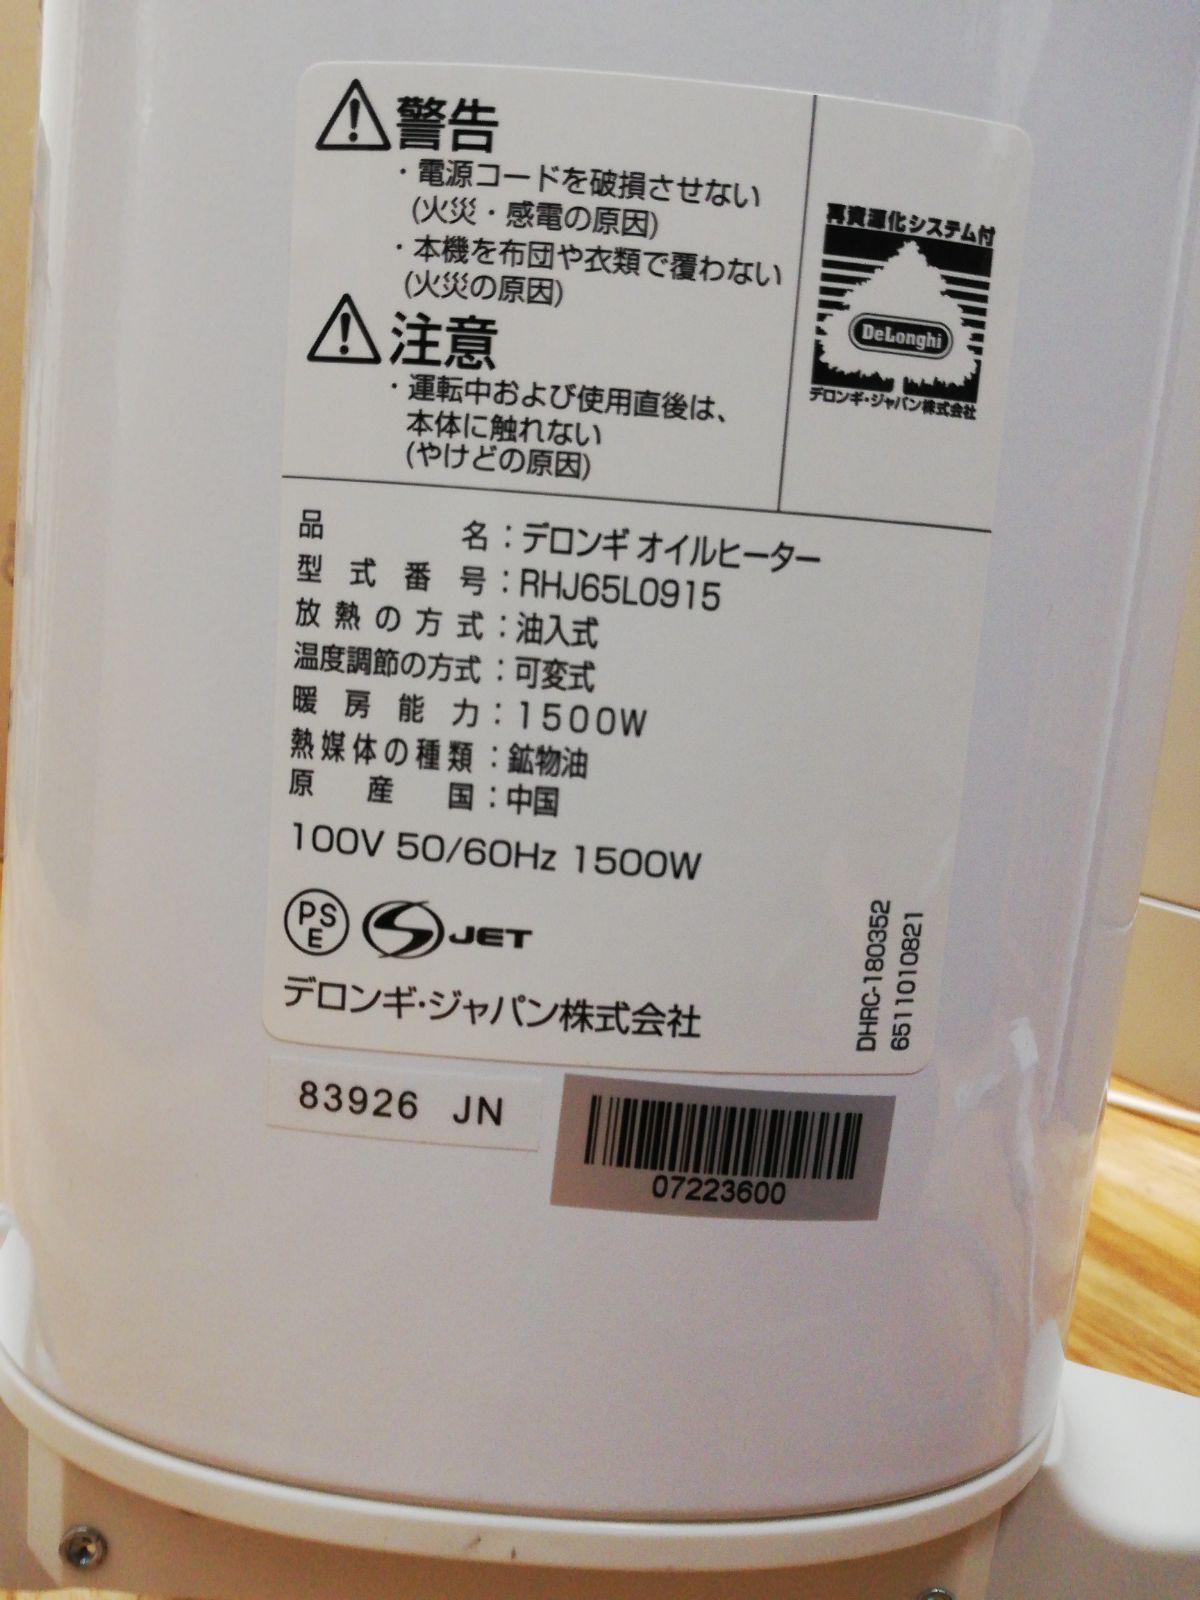 警告
・電源コードを破損させない
(火災・感電の原因)
・本機を布団や衣類で覆わない
(火災の原因)
注意
・運転中および使用直後は、
本体に触れない
(やけどの原因)
再資源化システム付
DeLonghi
デロンギ・ジャパン株式会社
品名：デロンギ オイルヒーター
型式番号：RHJ65L0915
放熱の方式：油入式
温度調節の方式：可変式
暖房能力：1500W
熱媒体の種類：鉱物油
原産国：中国
100V 50/60Hz 1500W
PS
E
JET
デロンギ・ジャパン株式会社
DHRC-180352
6511010821
83926 JN
07223600